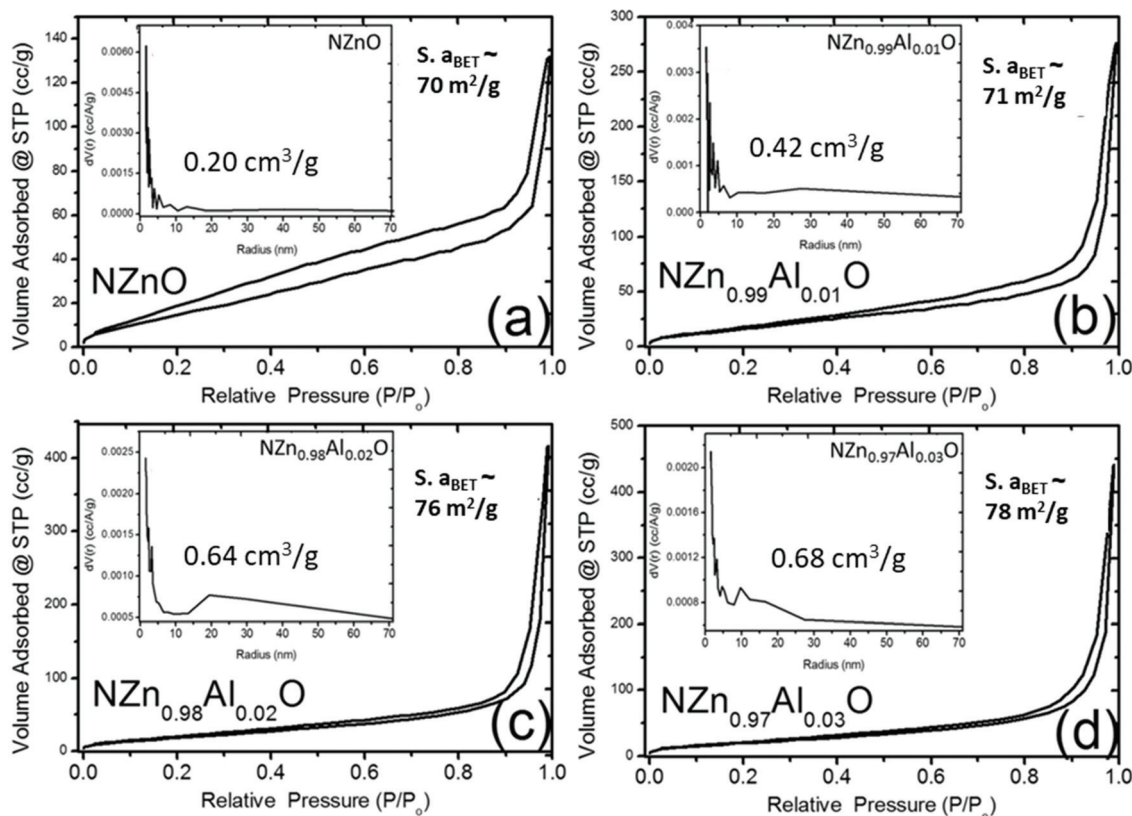 NZnO
S. aBET ~
70 m²/g
0.20 cm³/g
dV(r) (cc/A/g)
0.0060
0.0045
0.0030
0.0015
0.0000
0 10 20 30 40 50 60 70
Radius (nm)
Volume Adsorbed @ STP (cc/g)
140
120
100
80
60
40
20
0
NZnO
(a)
0.0 0.2 0.4 0.6 0.8 1.0
Relative Pressure (P/Po)
NZn0.99Al0.01O
S. aBET ~
71 m²/g
0.42 cm³/g
dV(r) (cc/A/g)
0.004
0.003
0.002
0.001
0.000
0 10 20 30 40 50 60 70
Radius (nm)
Volume Adsorbed @ STP (cc/g)
300
250
200
150
100
50
25
0
NZn0.99Al0.01O
(b)
0.0 0.2 0.4 0.6 0.8 1.0
Relative Pressure (P/Po)
NZn0.98Al0.02O
S. aBET ~
76 m²/g
0.64 cm³/g
dV(r) (cc/A/g)
0.0025
0.0020
0.0015
0.0010
0.0005
0 10 20 30 40 50 60 70
Radius (nm)
Volume Adsorbed @ STP (cc/g)
400
300
200
100
50
0
NZn0.98Al0.02O
(c)
0.0 0.2 0.4 0.6 0.8 1.0
Relative Pressure (P/Po)
NZn0.97Al0.03O
S. aBET ~
78 m²/g
0.68 cm³/g
dV(r) (cc/A/g)
0.0020
0.0016
0.0012
0.0008
0 10 20 30 40 50 60 70
Radius (nm)
Volume Adsorbed @ STP (cc/g)
500
400
300
250
200
150
100
50
0
NZn0.97Al0.03O
(d)
0.0 0.2 0.4 0.6 0.8 1.0
Relative Pressure (P/Po)